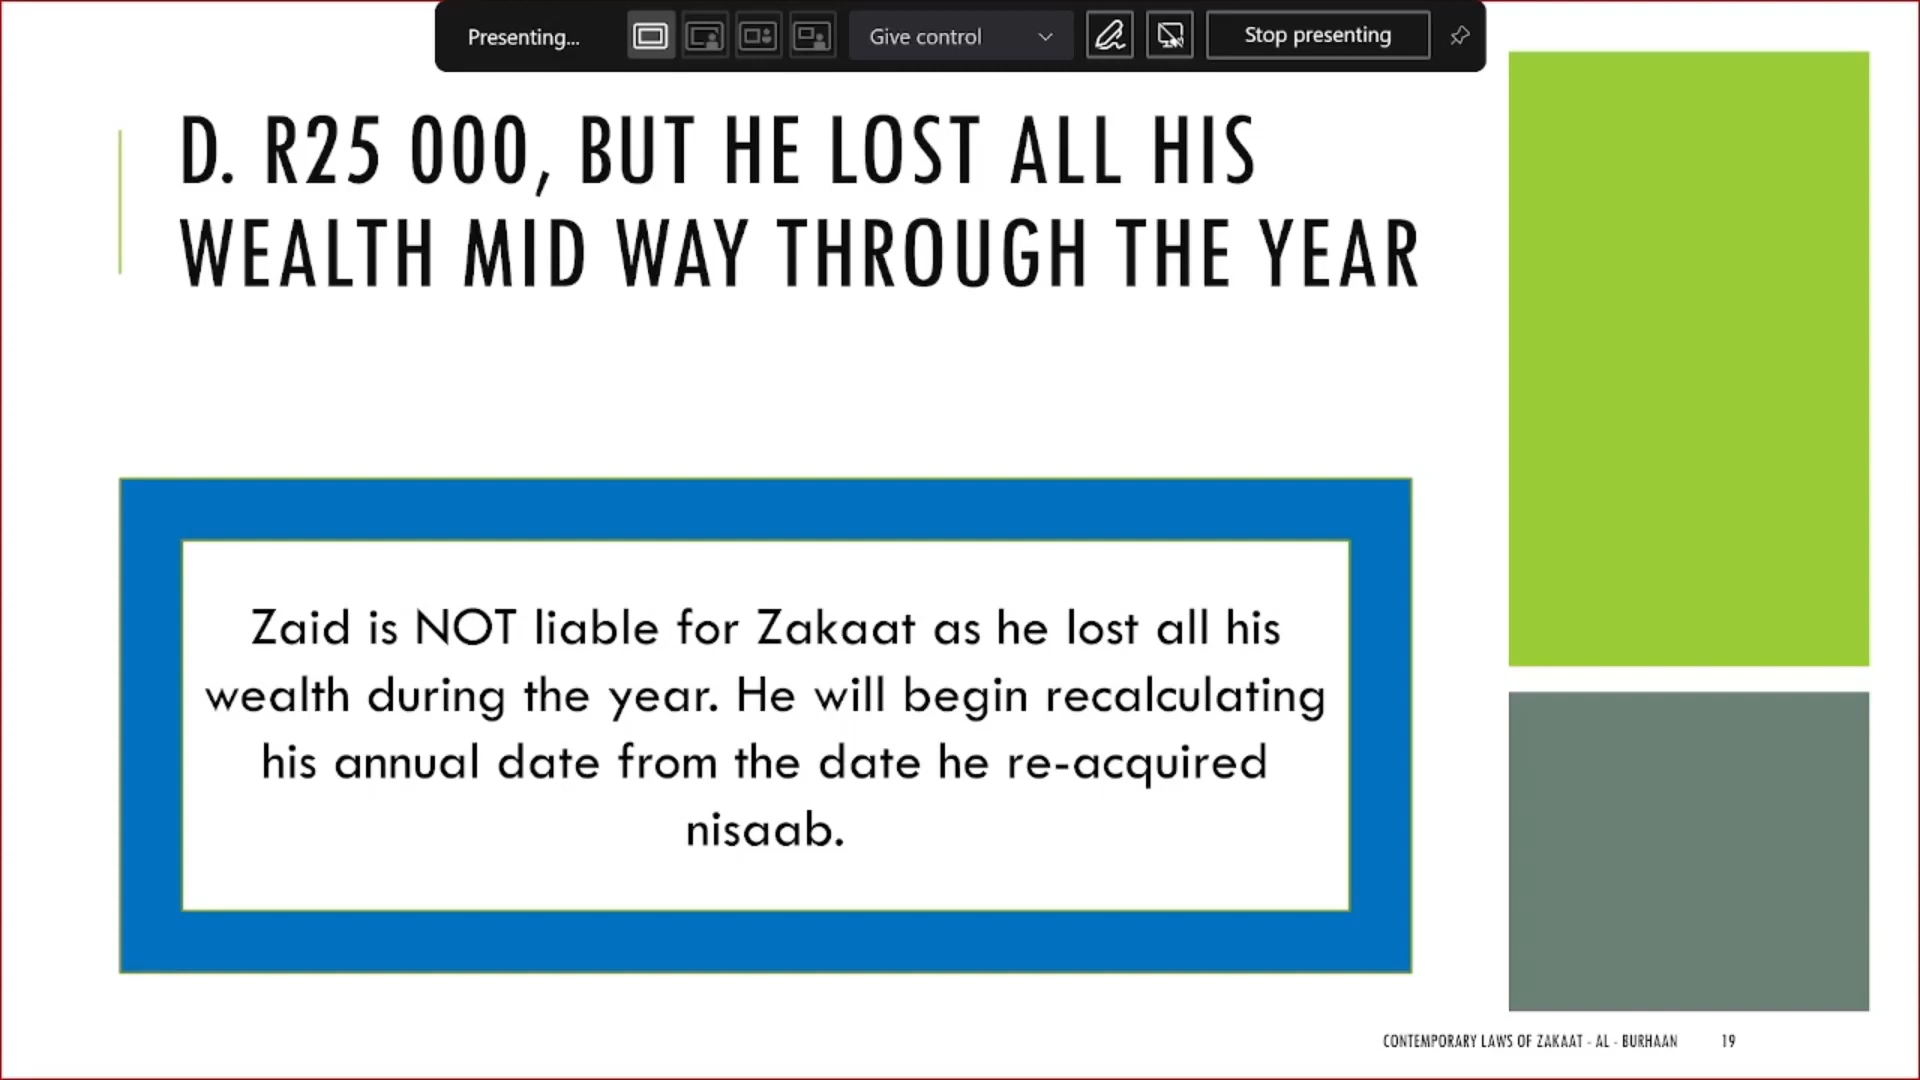 Presenting...
Give control
Stop presenting
D. R25 000, BUT HE LOST ALL HIS
WEALTH MID WAY THROUGH THE YEAR
Zaid is NOT liable for Zakaat as he lost all his
wealth during the year. He will begin recalculating
his annual date from the date he re-acquired
nisaab.
CONTEMPORARY LAWS OF ZAKAAT - AL - BURHAAN
19